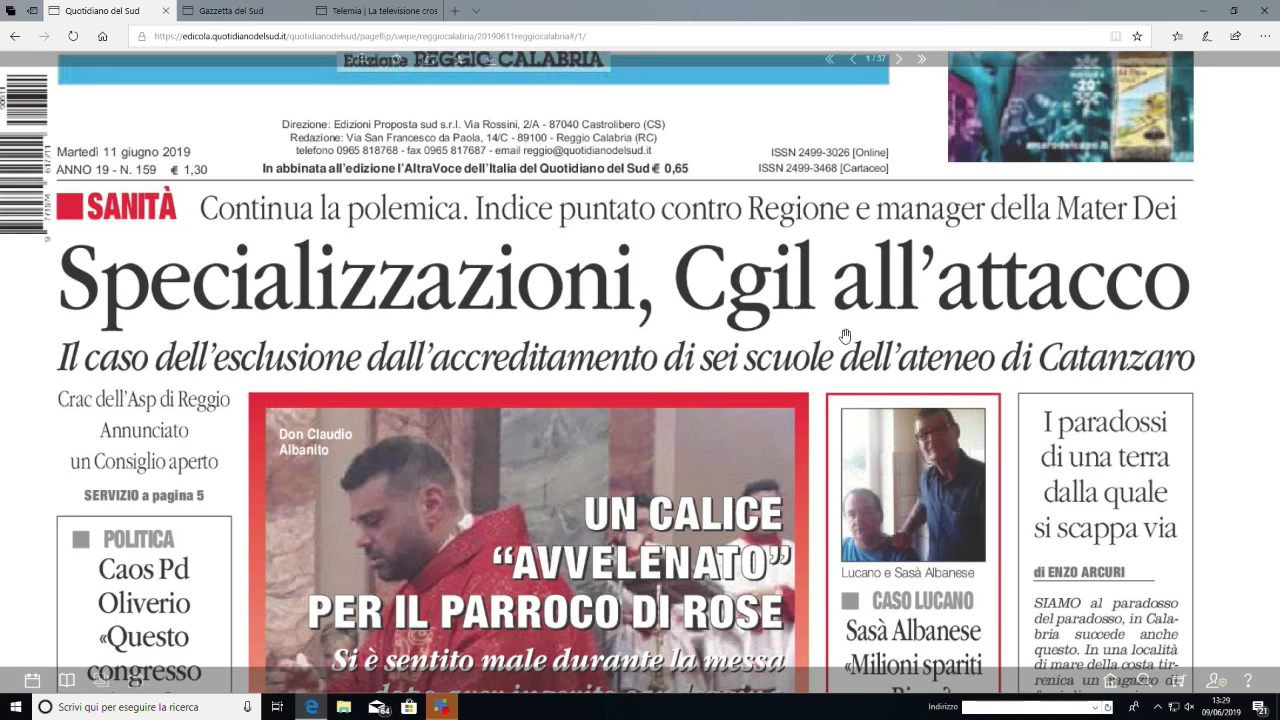 Il Quotidiano del Sud
Il Quotidiano del Sud
https://edicola.quotidianodelsud.it/pageflip/swipe/reggiocalabria/20190611reggiocalabria#/1/
Edizione REGGIO CALABRIA
1 / 37
Direzione: Edizioni Proposta sud s.r.l. Via Rossini, 2/A - 87040 Castrolibero (CS)
Redazione: Via San Francesco da Paola, 14/C - 89100 - Reggio Calabria (RC)
telefono 0965 818768 - fax 0965 817687 - email reggio@quotidianodelsud.it
Martedì 11 giugno 2019
ISSN 2499-3026 [Online]
ANNO 19 - N. 159 € 1,30
In abbinata all'edizione l'AltraVoce dell'Italia del Quotidiano del Sud € 0,65
ISSN 2499-3468 [Cartaceo]
SANITÀ Continua la polemica. Indice puntato contro Regione e manager della Mater Dei
Specializzazioni, Cgil all'attacco
Il caso dell'esclusione dall'accreditamento di sei scuole dell'ateneo di Catanzaro
Crac dell'Asp di Reggio
Annunciato
un Consiglio aperto
SERVIZIO a pagina 5
POLITICA
Caos Pd
Oliverio
«Questo
congresso
Don Claudio
Albanito
UN CALICE
“AVVELENATO”
PER IL PARROCO DI ROSE
Si è sentito male durante la messa
Lucano e Sasà Albanese
CASO LUCANO
Sasà Albanese
«Milioni spariti
I paradossi
di una terra
dalla quale
si scappa via
di ENZO ARCURI
SIAMO al paradosso
del paradosso, in Cala-
bria succede anche
questo. In una località
di mare della costa tir-
renica un ragazzo di
Scrivi qui per eseguire la ricerca
64
Indirizzo
13:29
09/06/2019